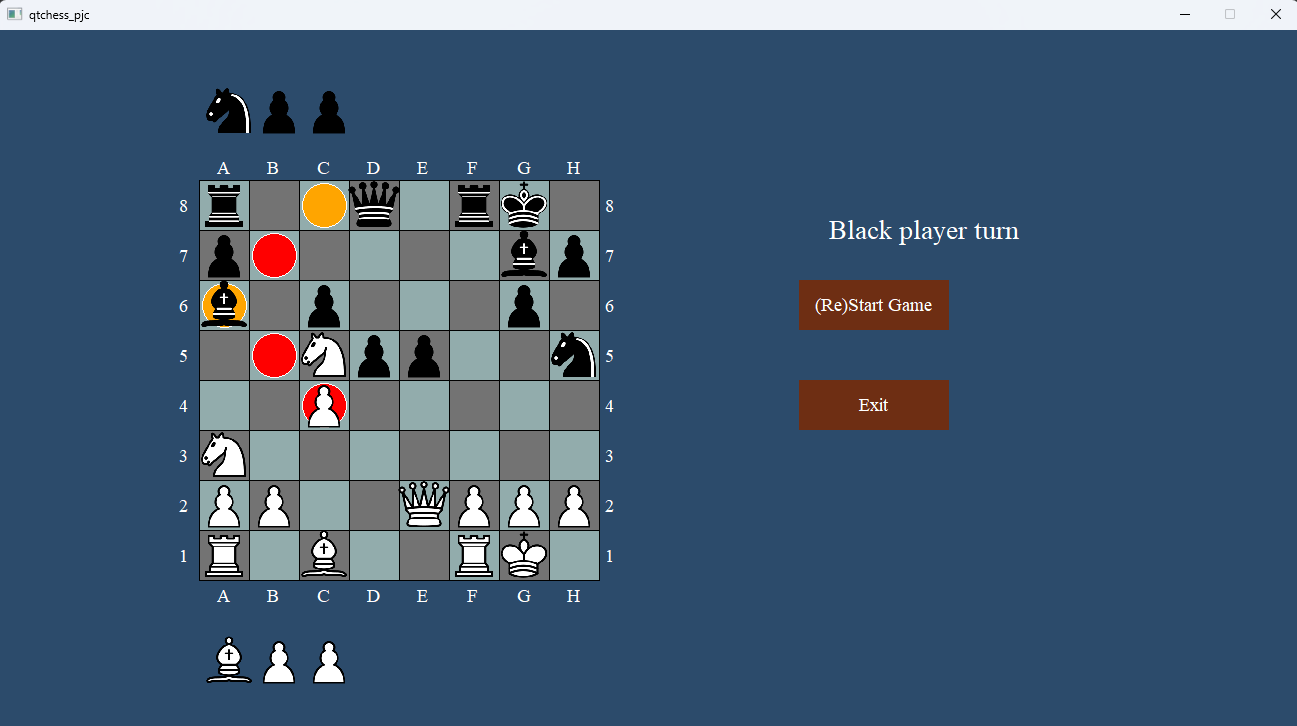 qtchess_pjc
A B C D E F G H
8 8
Black player turn
7 7
6 6
(Re)Start Game
5 5
4 4
Exit
3 3
2 2
1 1
A B C D E F G H